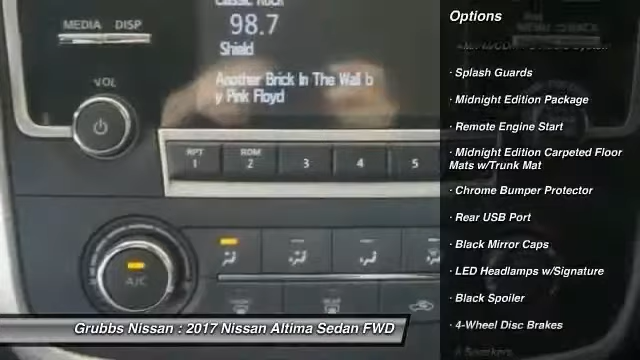 Classic Rock
98.7
Shield
Another Brick In The Wall b
y Pink Floyd
MEDIA DISP
VOL
RPT
1
RDM
2
3
4
5
A/C
Options
· Splash Guards
· Midnight Edition Package
· Remote Engine Start
· Midnight Edition Carpeted Floor
Mats w/Trunk Mat
· Chrome Bumper Protector
· Rear USB Port
· Black Mirror Caps
· LED Headlamps w/Signature
· Black Spoiler
· 4-Wheel Disc Brakes
Grubbs Nissan : 2017 Nissan Altima Sedan FWD